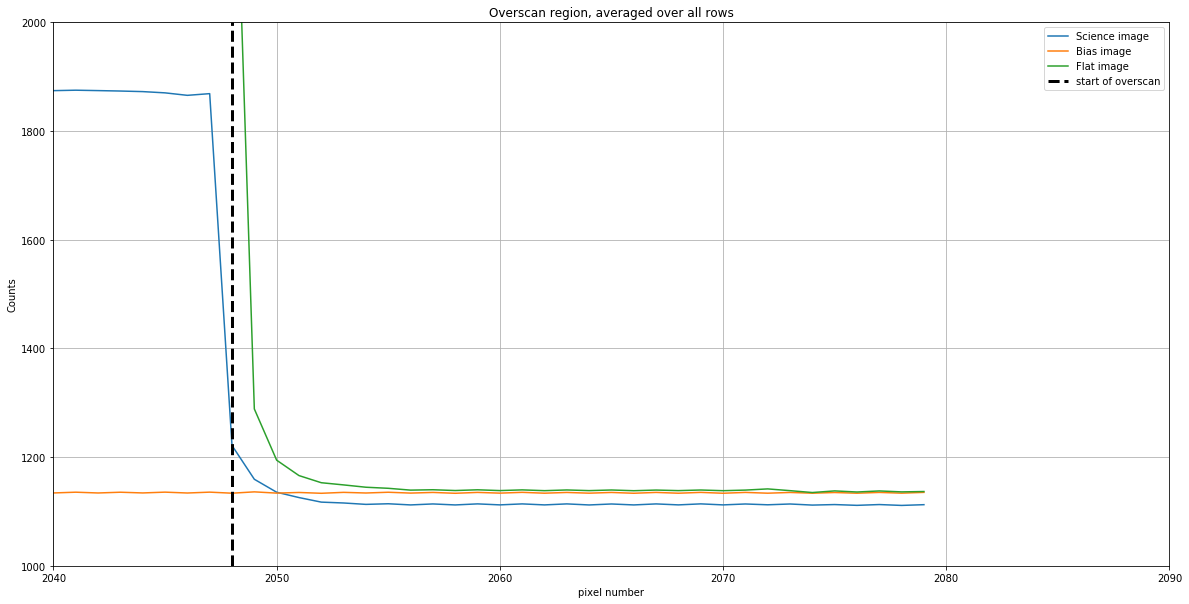 Overscan region, averaged over all rows
2000
1800
1600
1400
1200
1000
Counts
Science image
Bias image
Flat image
start of overscan
2040
2050
2060
2070
2080
2090
pixel number